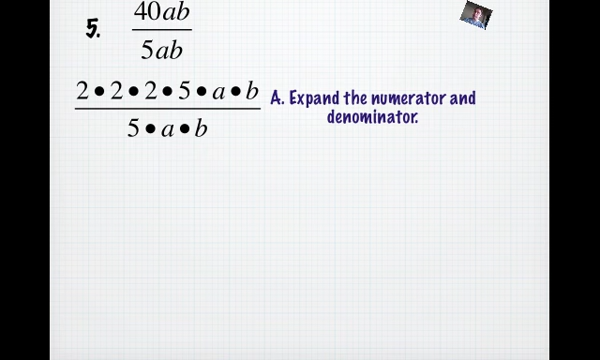 5. 40ab
5ab
2•2•2•5•a•b A. Expand the numerator and
5•a•b denominator.